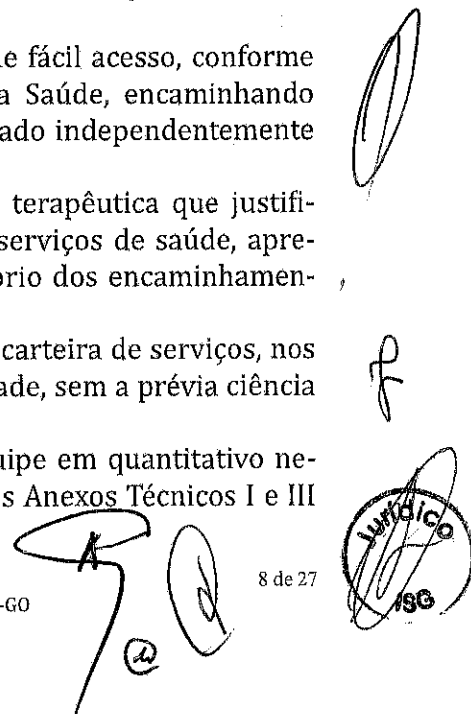 e fácil acesso, conforme
a Saúde, encaminhando
ado independentemente
terapêutica que justifi-
serviços de saúde, apre-
rio dos encaminhamen-
carteira de serviços, nos
ade, sem a prévia ciência
uipe em quantitativo ne-
s Anexos Técnicos I e III
8 de 27
-GO
Jurídico
ISG